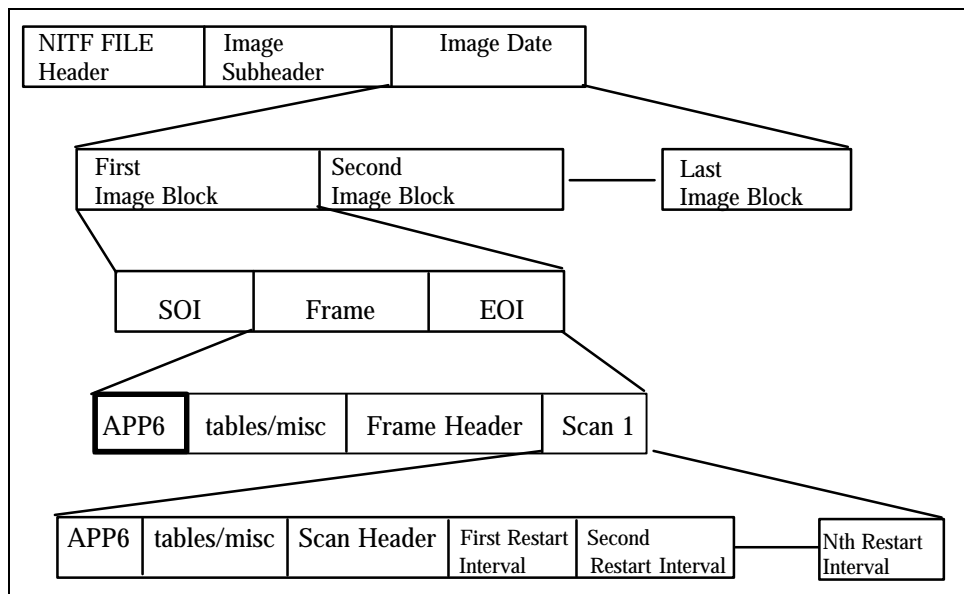 NITF FILE
Header
Image
Subheader
Image Date
First
Image Block
Second
Image Block
Last
Image Block
SOI
Frame
EOI
APP6
tables/misc
Frame Header
Scan 1
APP6
tables/misc
Scan Header
First Restart
Interval
Second
Restart Interval
Nth Restart
Interval